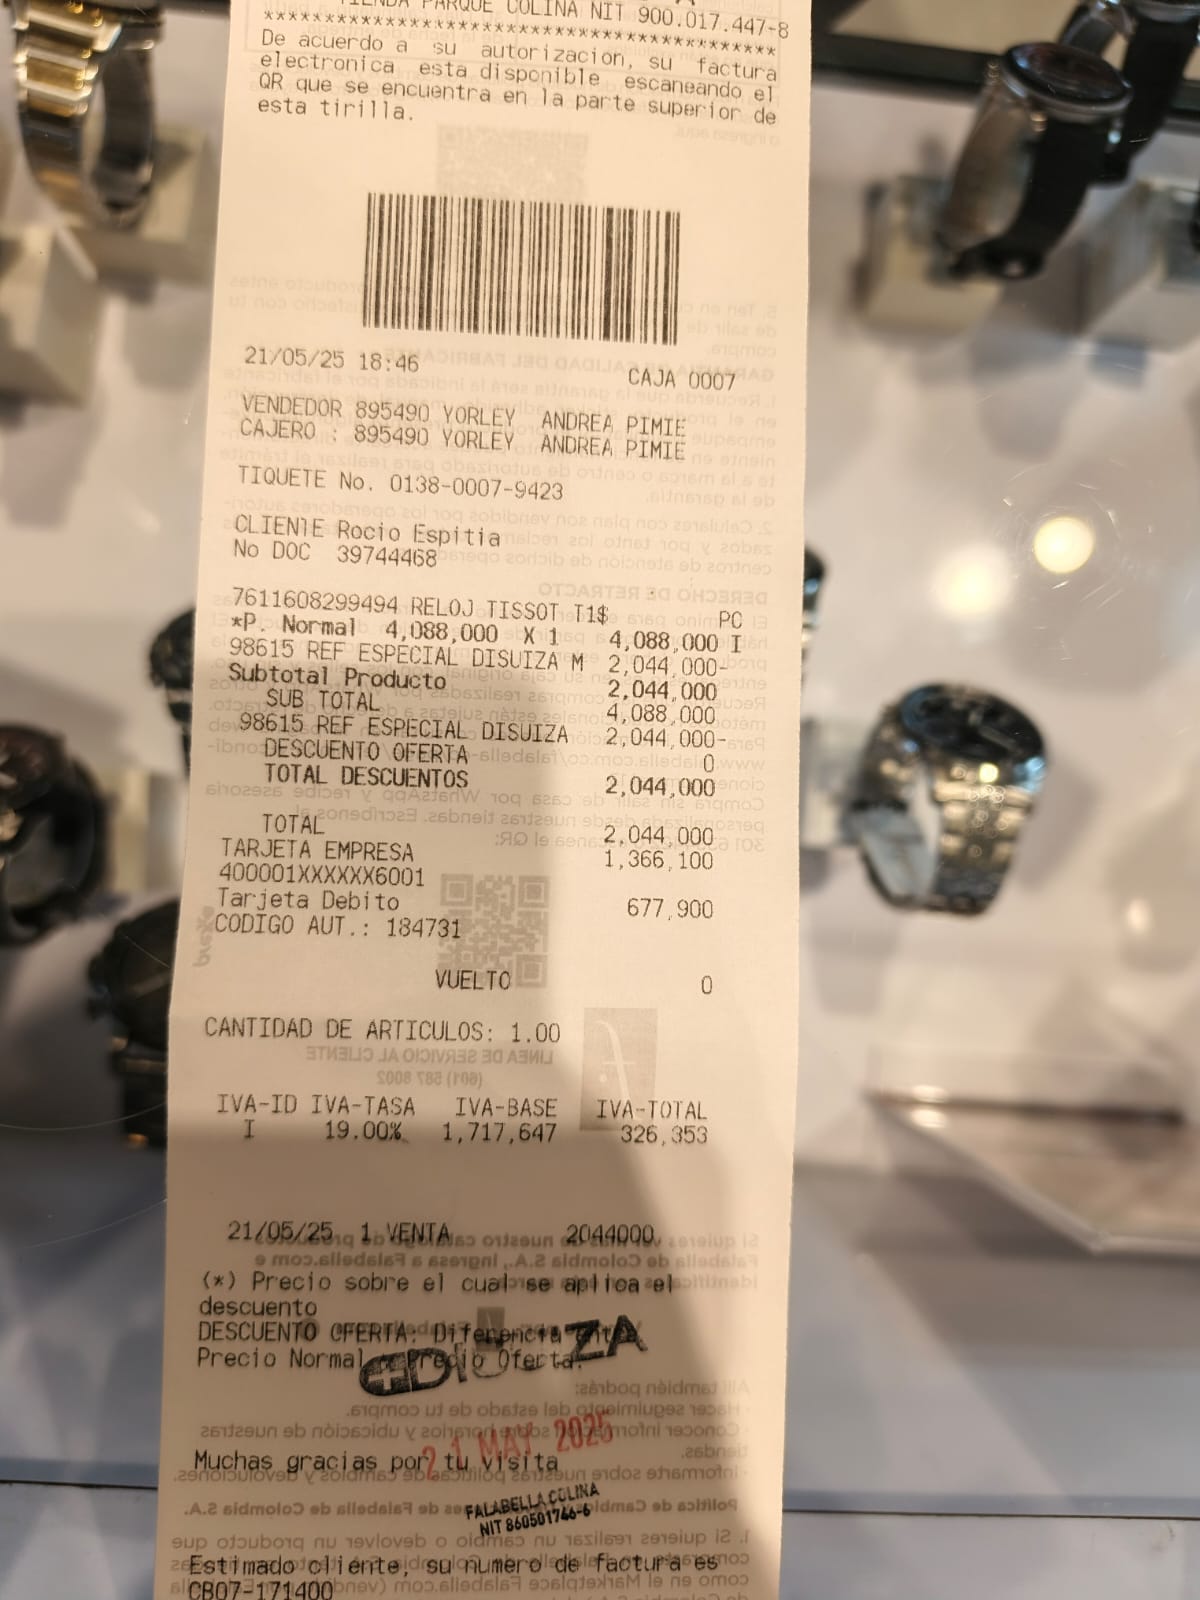 TIENDA PARQUE COLINA NIT 900.017.447-8
******************************************
De acuerdo a su autorizacion, su factura
electronica esta disponible escaneando el
QR que se encuentra en la parte superior de
esta tirilla.
21/05/25 18:46 CAJA 0007
VENDEDOR 895490 YORLEY ANDREA PIMIE
CAJERO : 895490 YORLEY ANDREA PIMIE
TIQUETE No. 0138-0007-9423
CLIENTE Rocio Espitia
No DOC 39744468
7611608299494 RELOJ TISSOT T1$ PC
*P. Normal 4,088,000 X 1 4,088,000 I
98615 REF ESPECIAL DISUIZA M 2,044,000-
Subtotal Producto 2,044,000
SUB TOTAL 4,088,000
98615 REF ESPECIAL DISUIZA 2,044,000-
DESCUENTO OFERTA 0
TOTAL DESCUENTOS 2,044,000
TOTAL 2,044,000
TARJETA EMPRESA 1,366,100
400001XXXXXX6001
Tarjeta Debito 677,900
CODIGO AUT.: 184731
VUELTO 0
CANTIDAD DE ARTICULOS: 1.00
IVA-ID IVA-TASA IVA-BASE IVA-TOTAL
I 19.00% 1,717,647 326,353
21/05/25 1 VENTA 2044000
(*) Precio sobre el cual se aplica el
descuento
DESCUENTO OFERTA: Diferencia entre
Precio Normal - Precio Oferta.
DISUIZA
21 MAY 2025
Muchas gracias por tu visita
FALABELLA COLINA
NIT 860501746-6
Estimado cliente, su numero de factura es
CB07-171400